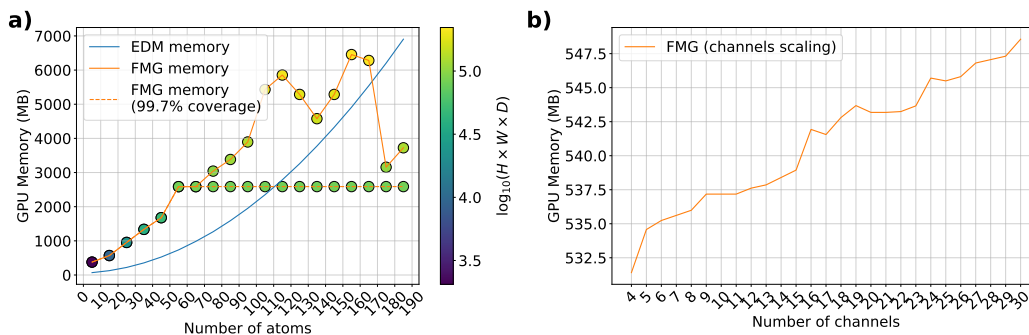 a)
7000
6000
5000
4000
3000
2000
1000
0
GPU Memory (MB)
EDM memory
FMG memory
FMG memory
(99.7% coverage)
0 10 20 30 40 50 60 70 80 90 100 110 120 130 140 150 160 170 180 190
Number of atoms
5.0
4.5
4.0
3.5
log10(H × W × D)
b)
547.5
545.0
542.5
540.0
537.5
535.0
532.5
GPU Memory (MB)
FMG (channels scaling)
4 5 6 7 8 9 10 11 12 13 14 15 16 17 18 19 20 21 22 23 24 25 26 27 28 29 30
Number of channels